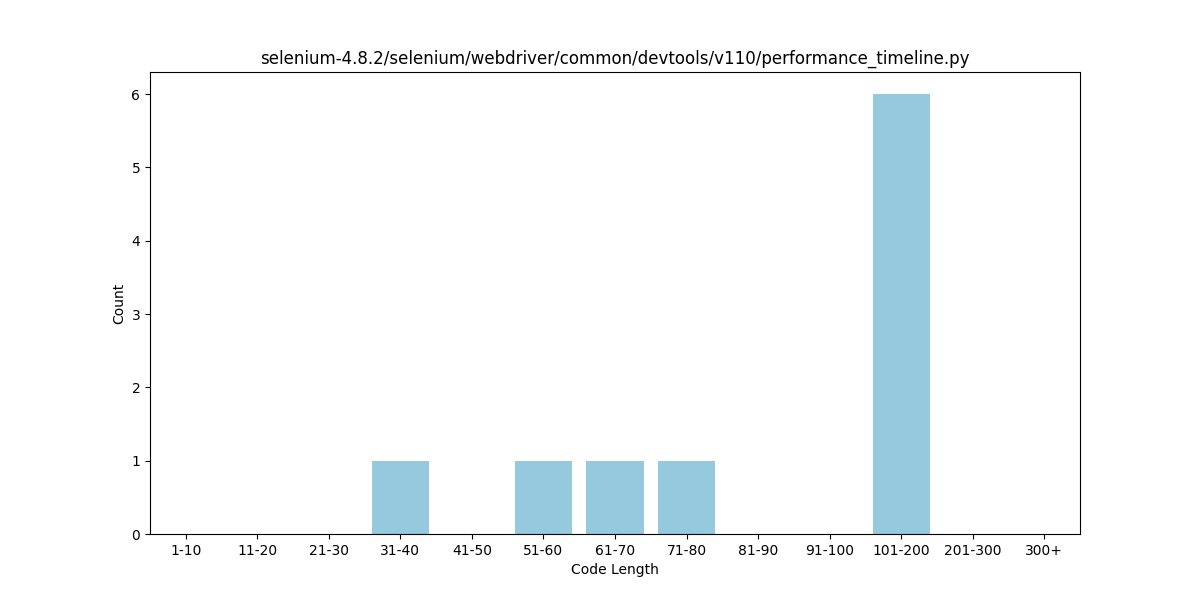 selenium-4.8.2/selenium/webdriver/common/devtools/v110/performance_timeline.py
6
5
4
3
2
1
0
Count
1-10 11-20 21-30 31-40 41-50 51-60 61-70 71-80 81-90 91-100 101-200 201-300 300+
Code Length